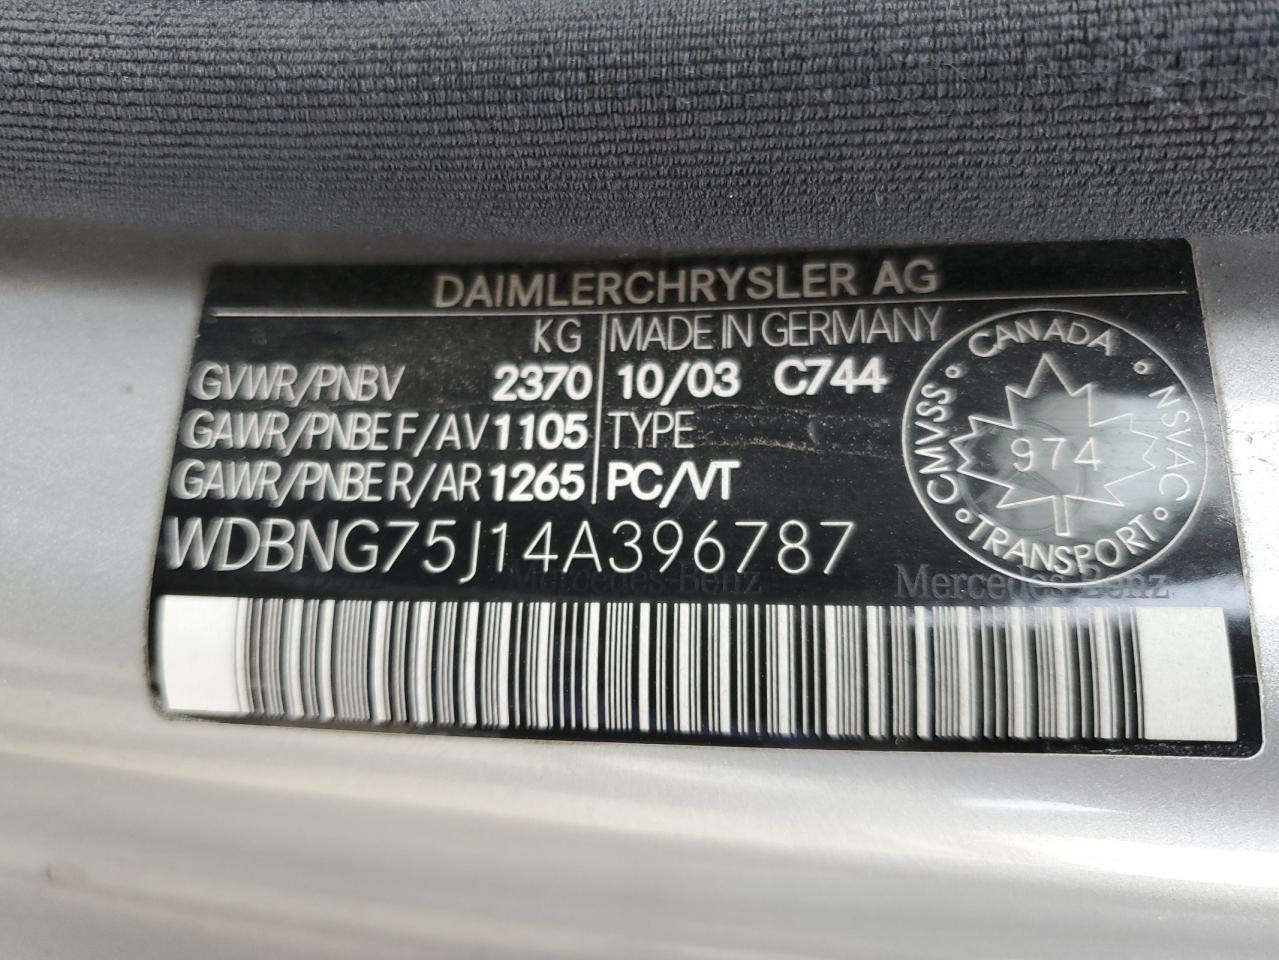 DAIMLERCHRYSLER AG
KG MADE IN GERMANY
GVWR/PNBV 2370 10/03 C744
GAWR/PNBE F/AV 1105 TYPE
GAWR/PNBE R/AR 1265 PC/VT
WDBNG75J14A396787
CANADA
CMVSS NSVAC
974
TRANSPORT
Mercedes-Benz Mercedes-Benz